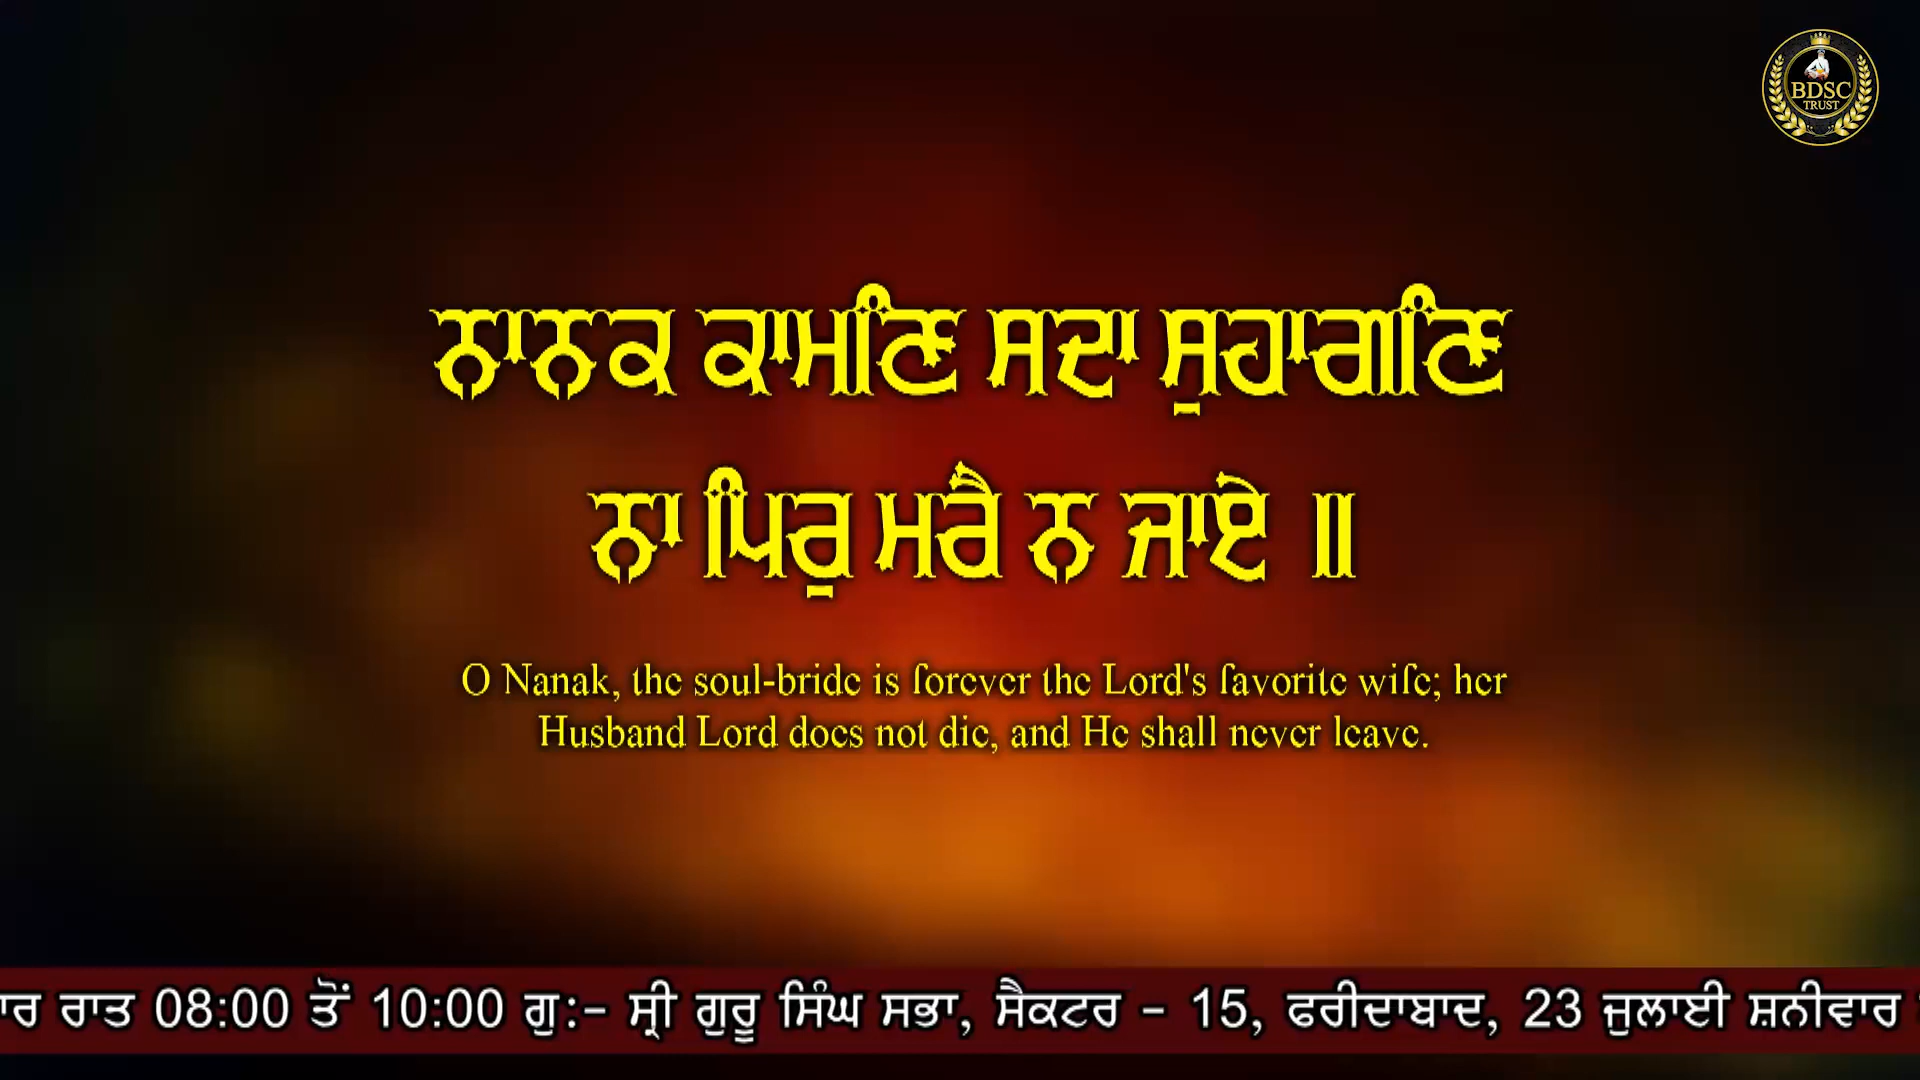 BDSC
TRUST
ਨਾਨਕ ਕਾਮਣਿ ਸਦਾ ਸੁਹਾਗਣਿ
ਨਾ ਪਿਰੁ ਮਰੈ ਨ ਜਾਏ ॥
O Nanak, the soul-bride is forever the Lord's favorite wife; her
Husband Lord does not die, and He shall never leave.
ਰਾਤ 08:00 ਤੋਂ 10:00 ਗੁ:- ਸ੍ਰੀ ਗੁਰੂ ਸਿੰਘ ਸਭਾ, ਸੈਕਟਰ - 15, ਫਰੀਦਾਬਾਦ, 23 ਜੁਲਾਈ ਸ਼ਨੀਵਾਰ